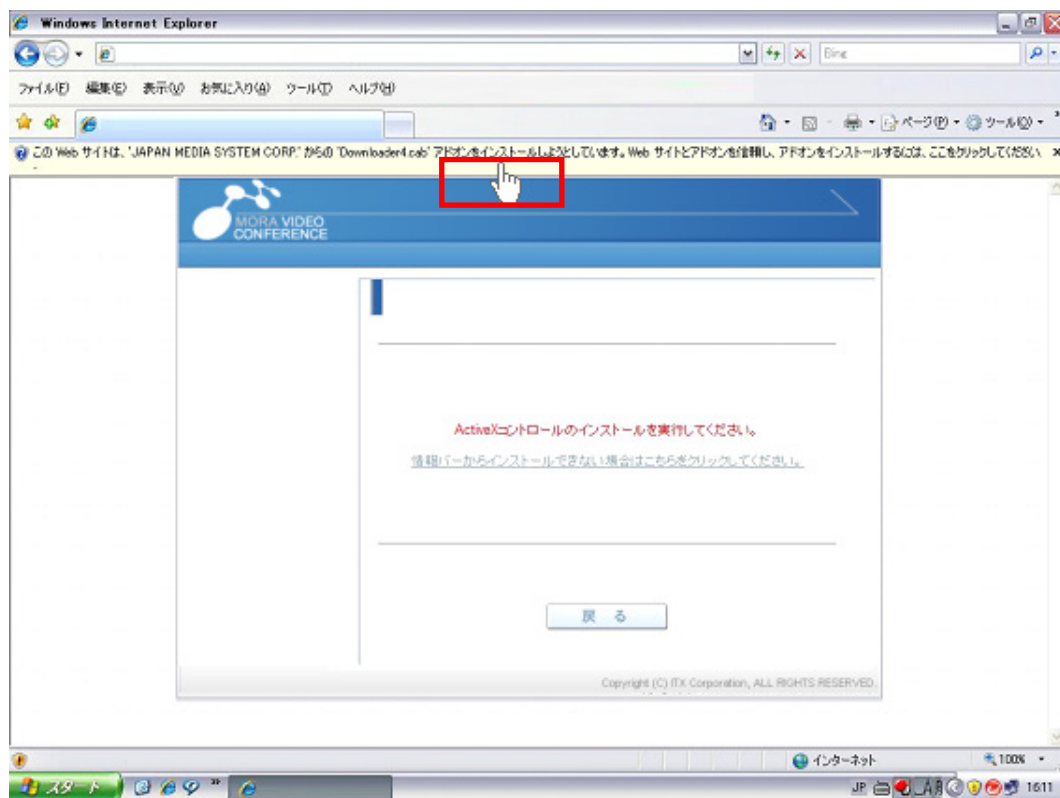 Windows Internet Explorer
Bing
ファイル(F) 編集(E) 表示(V) お気に入り(A) ツール(T) ヘルプ(H)
ページ(P) ツール(O)
この Web サイトは、'JAPAN MEDIA SYSTEM CORP.' からの 'Downloader4.cab' アドオンをインストールしようとしています。Web サイトとアドオンを信頼し、アドオンをインストールするには、ここをクリックしてください。
MORA VIDEO
CONFERENCE
ActiveXコントロールのインストールを実行してください。
情報バーからインストールできない場合はこちらをクリックしてください。
戻 る
Copyright (C) ITX Corporation, ALL RIGHTS RESERVED.
インターネット 100%
スタート JP 16:11